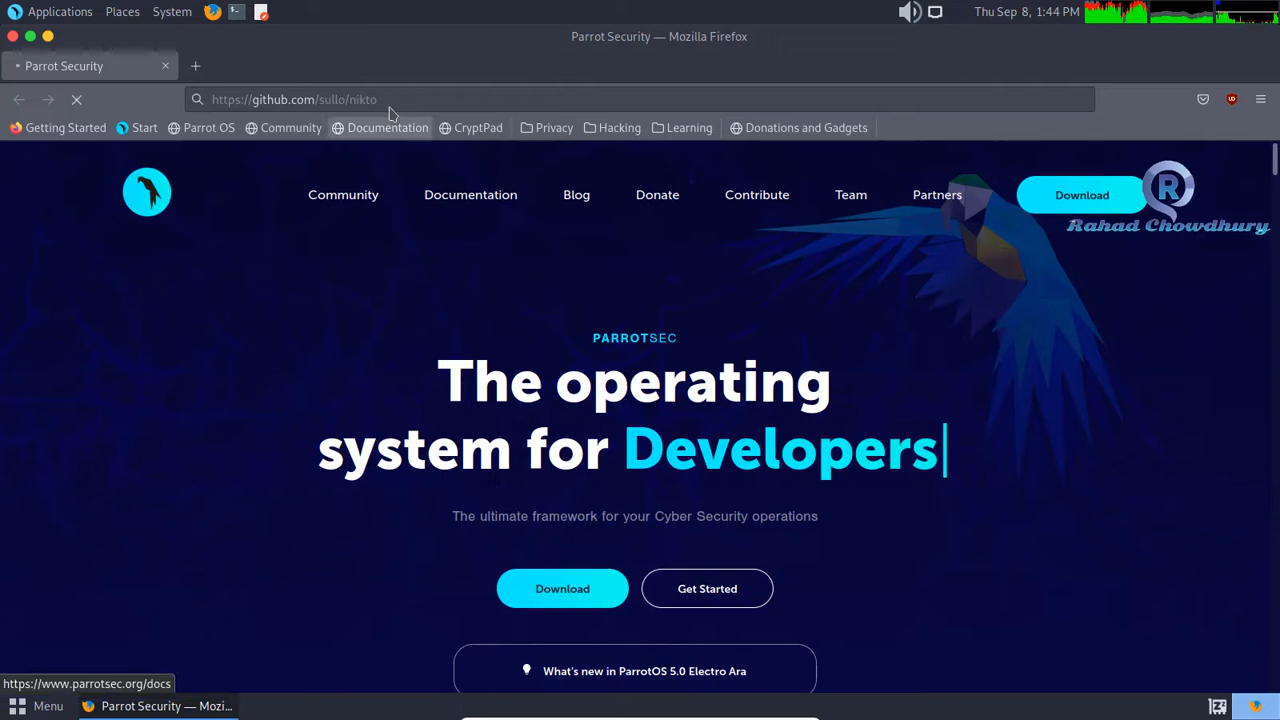 Applications Places System Thu Sep 8, 1:44 PM
Parrot Security — Mozilla Firefox
Parrot Security
https://github.com/sullo/nikto
Getting Started Start Parrot OS Community Documentation CryptPad Privacy Hacking Learning Donations and Gadgets
Community Documentation Blog Donate Contribute Team Partners Download
R
Rahad Chowdhury
PARROTSEC
The operating
system for Developers
The ultimate framework for your Cyber Security operations
Download Get Started
What's new in ParrotOS 5.0 Electro Ara
https://www.parrotsec.org/docs
Menu Parrot Security — Mozi...